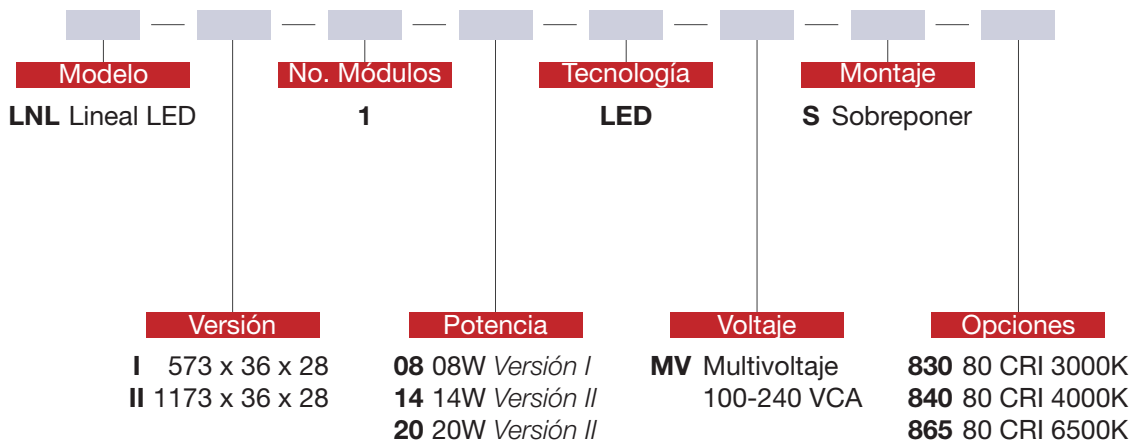 Modelo
LNL Lineal LED
No. Módulos
1
Tecnología
LED
Montaje
S Sobreponer
Versión
I 573 x 36 x 28
II 1173 x 36 x 28
Potencia
08 08W Versión I
14 14W Versión II
20 20W Versión II
Voltaje
MV Multivoltaje
100-240 VCA
Opciones
830 80 CRI 3000K
840 80 CRI 4000K
865 80 CRI 6500K